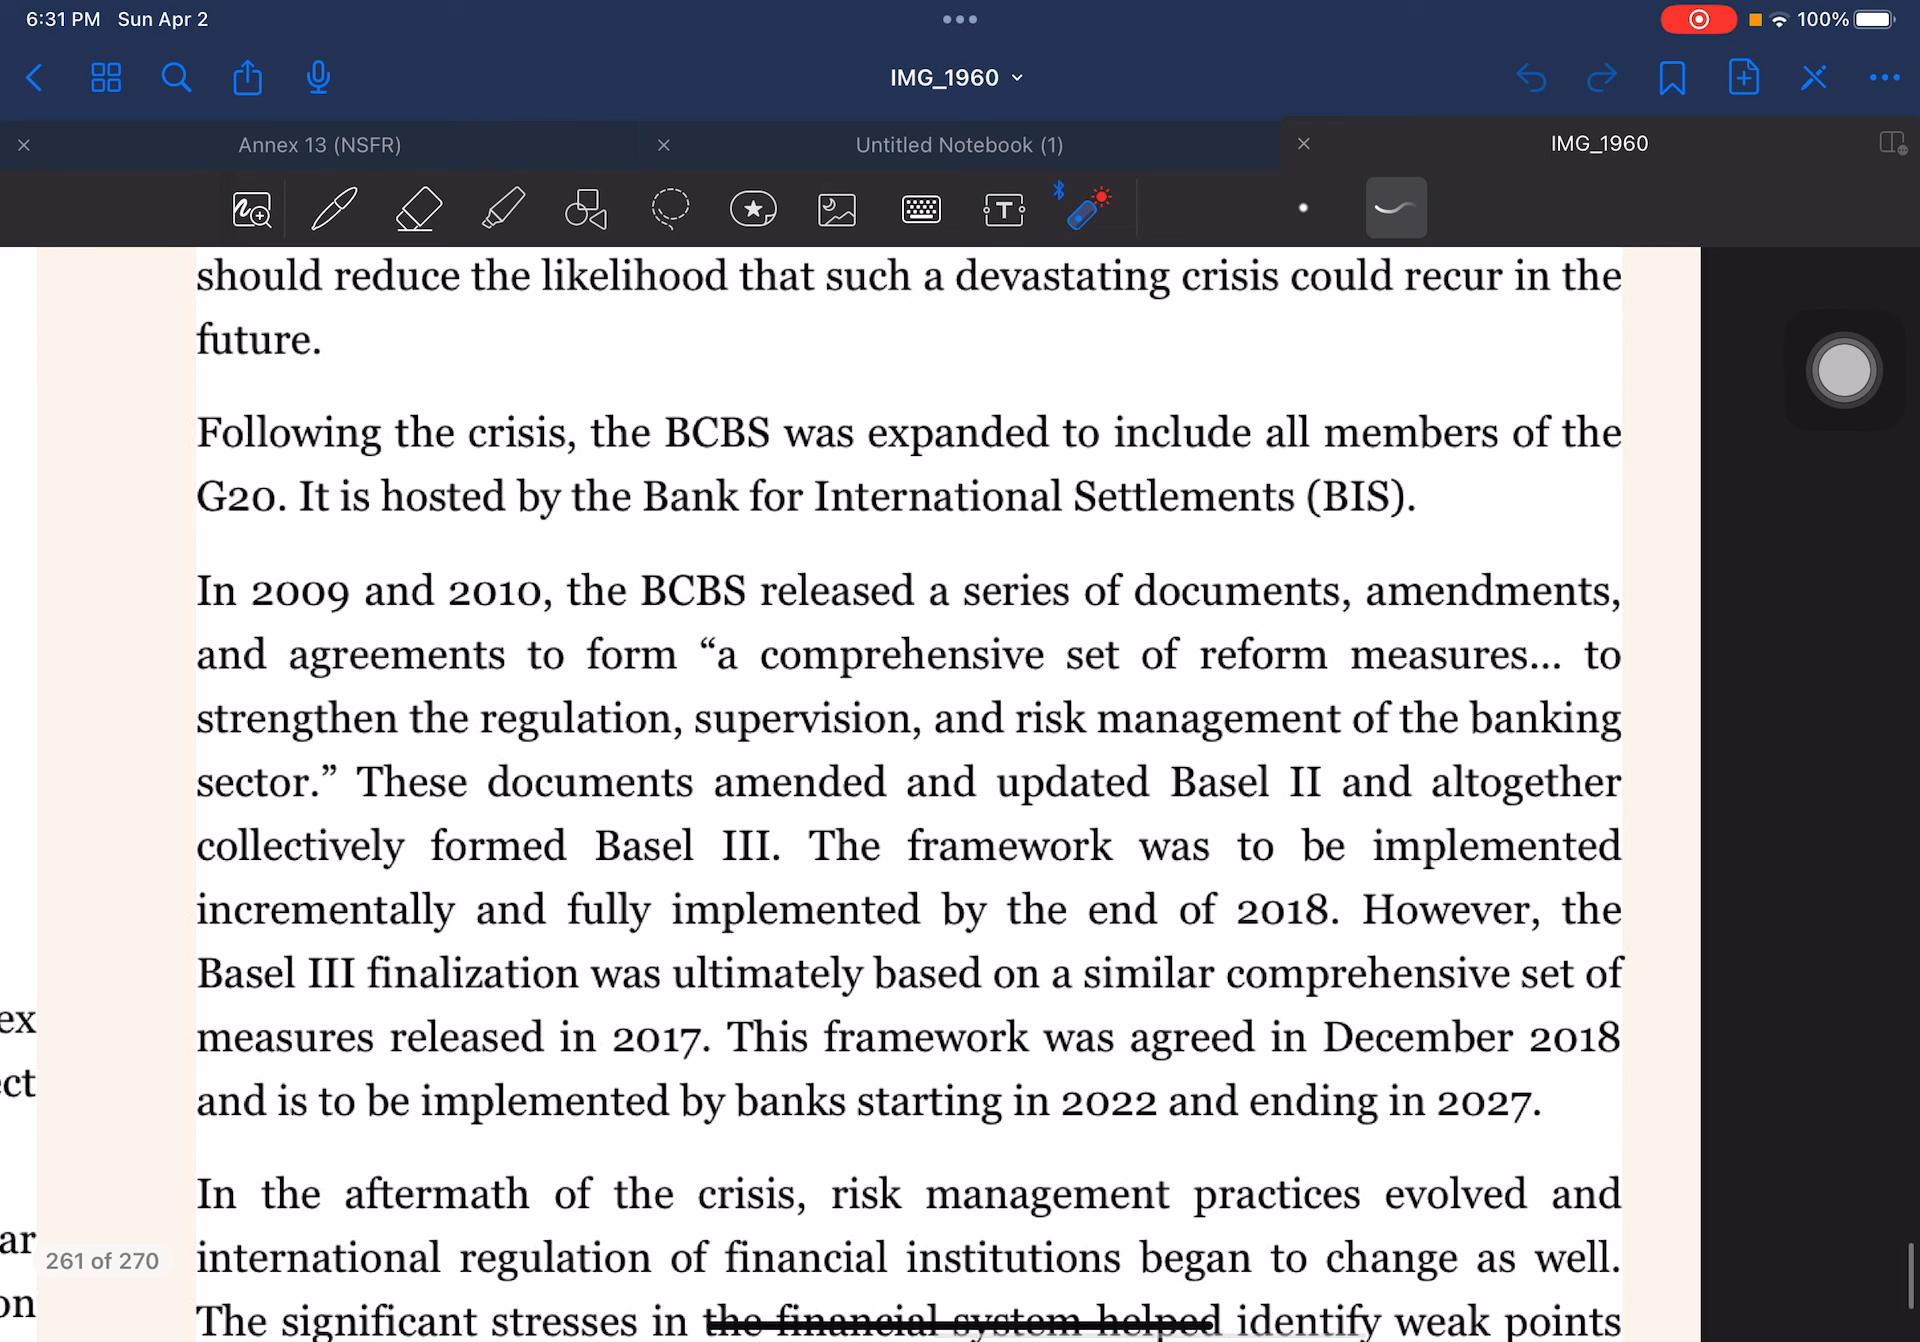 6:31 PM Sun Apr 2
100%
IMG_1960
Annex 13 (NSFR)
Untitled Notebook (1)
IMG_1960
should reduce the likelihood that such a devastating crisis could recur in the
future.
Following the crisis, the BCBS was expanded to include all members of the
G20. It is hosted by the Bank for International Settlements (BIS).
In 2009 and 2010, the BCBS released a series of documents, amendments,
and agreements to form “a comprehensive set of reform measures... to
strengthen the regulation, supervision, and risk management of the banking
sector.” These documents amended and updated Basel II and altogether
collectively formed Basel III. The framework was to be implemented
incrementally and fully implemented by the end of 2018. However, the
Basel III finalization was ultimately based on a similar comprehensive set of
measures released in 2017. This framework was agreed in December 2018
and is to be implemented by banks starting in 2022 and ending in 2027.
In the aftermath of the crisis, risk management practices evolved and
international regulation of financial institutions began to change as well.
The significant stresses in the financial system helped identify weak points
ex
ct
ar
on
261 of 270